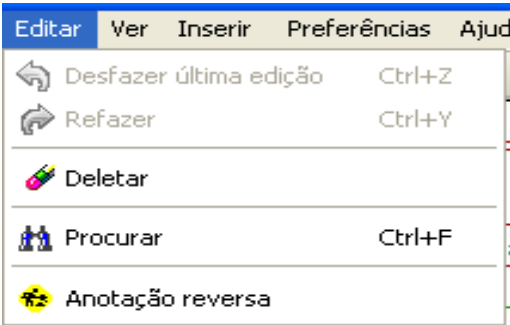 Editar Ver Inserir Preferências Ajud
Desfazer última edição Ctrl+Z
Refazer Ctrl+Y
Deletar
Procurar Ctrl+F
Anotação reversa